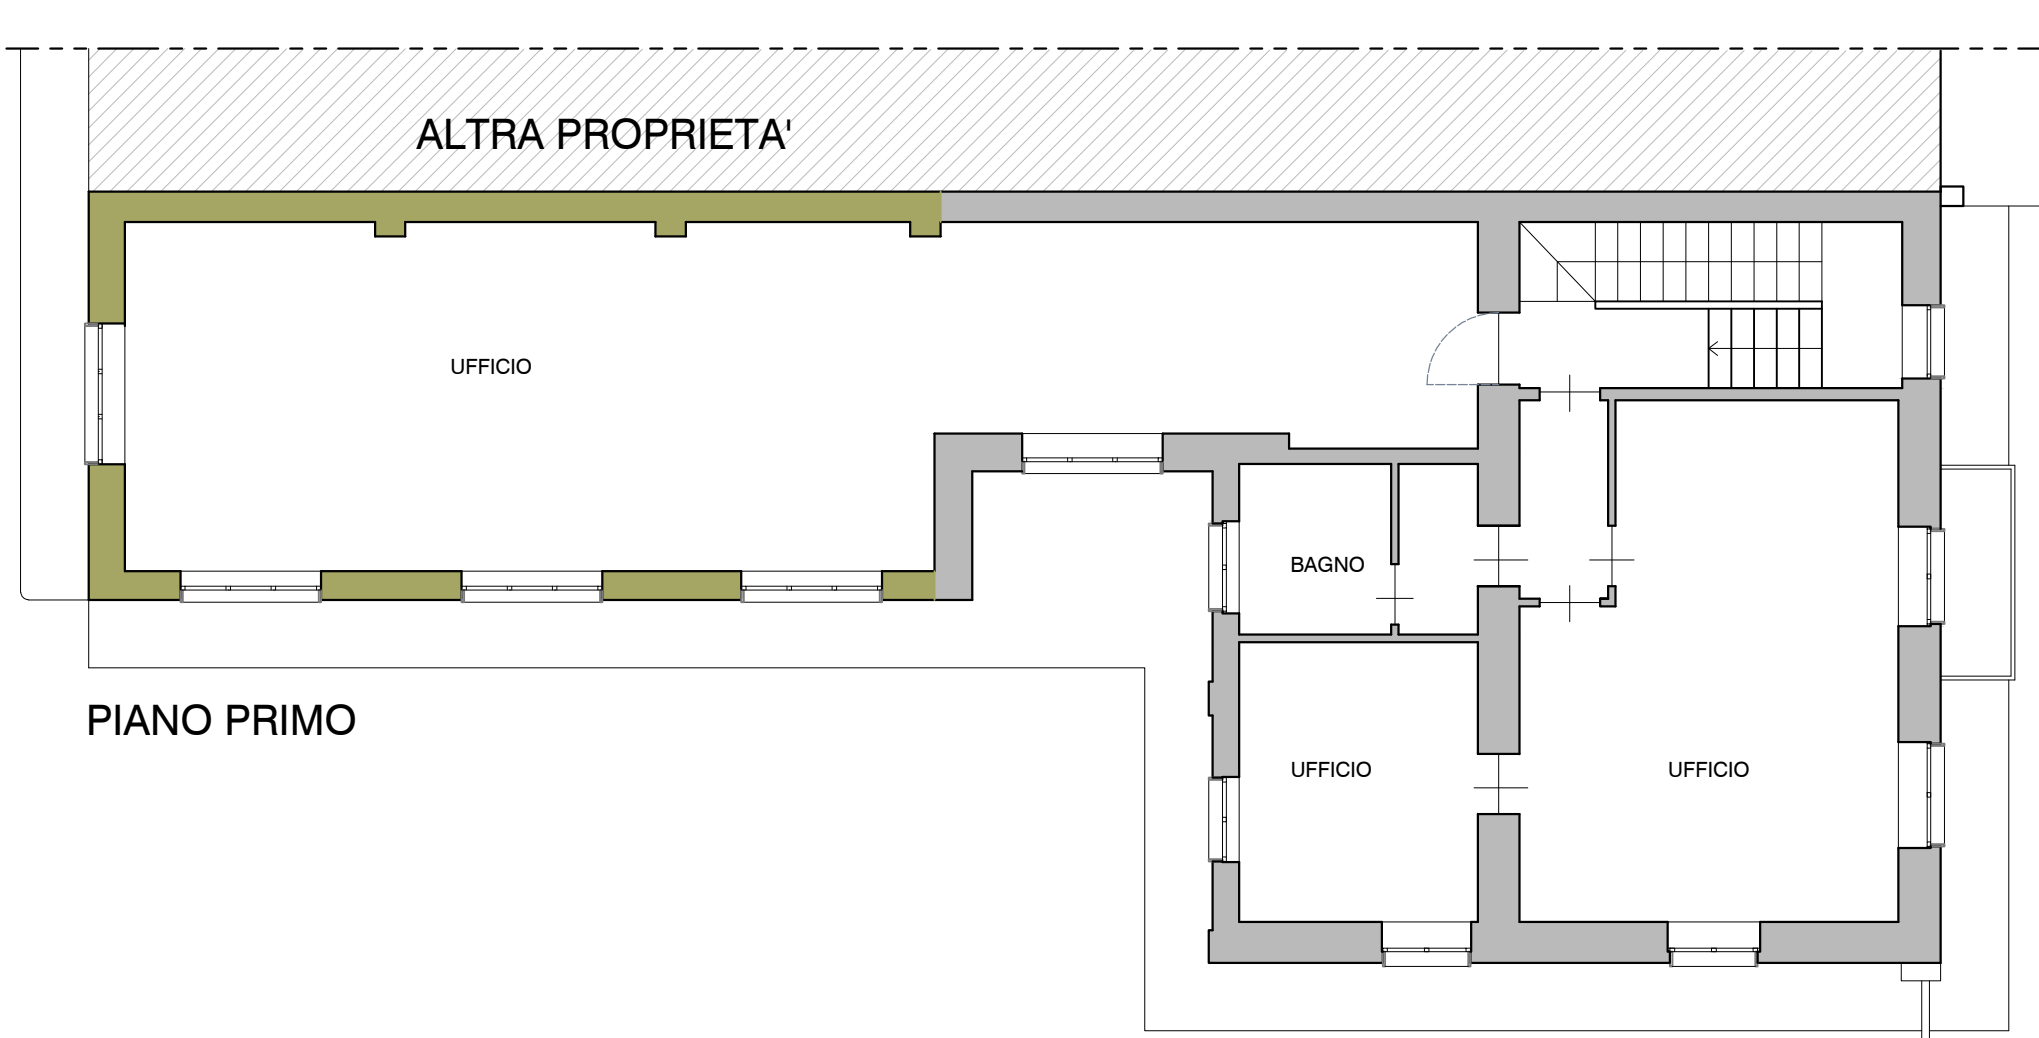 ALTRA PROPRIETA'
UFFICIO
BAGNO
PIANO PRIMO
UFFICIO
UFFICIO